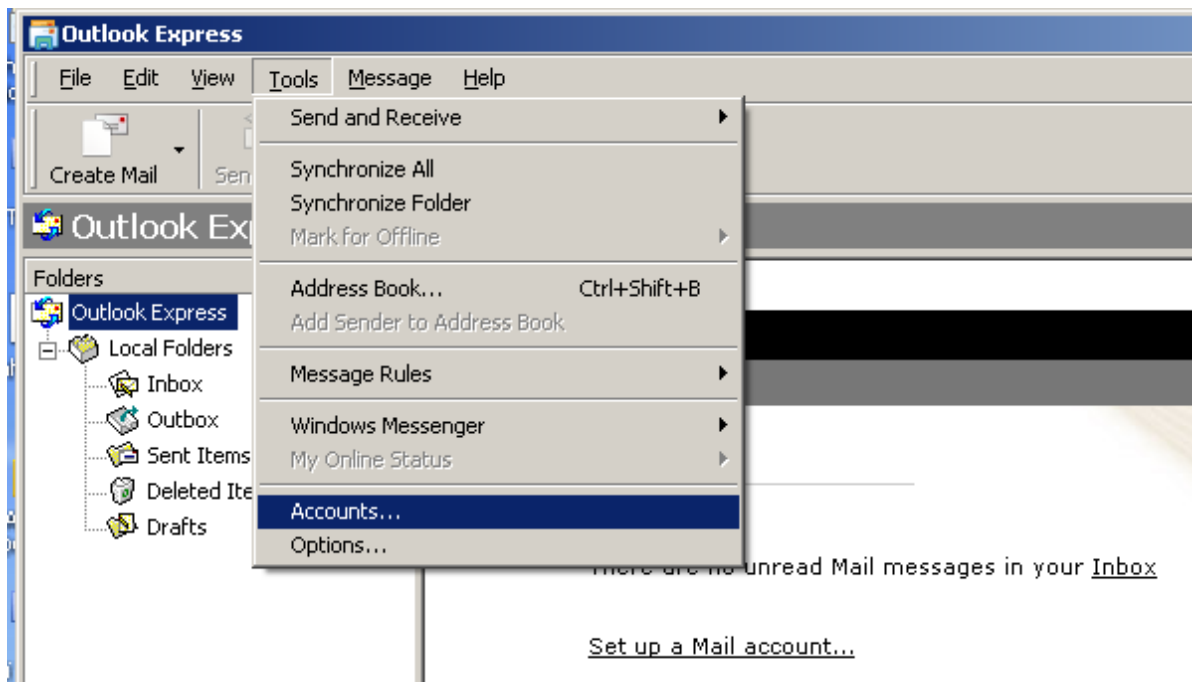 Outlook Express
File Edit View Tools Message Help
Create Mail
Send and Receive
Synchronize All
Synchronize Folder
Mark for Offline
Address Book... Ctrl+Shift+B
Add Sender to Address Book
Message Rules
Windows Messenger
My Online Status
Accounts...
Options...
Outlook Ex
Folders
Outlook Express
Local Folders
Inbox
Outbox
Sent Items
Deleted Ite
Drafts
There are no unread Mail messages in your Inbox
Set up a Mail account...